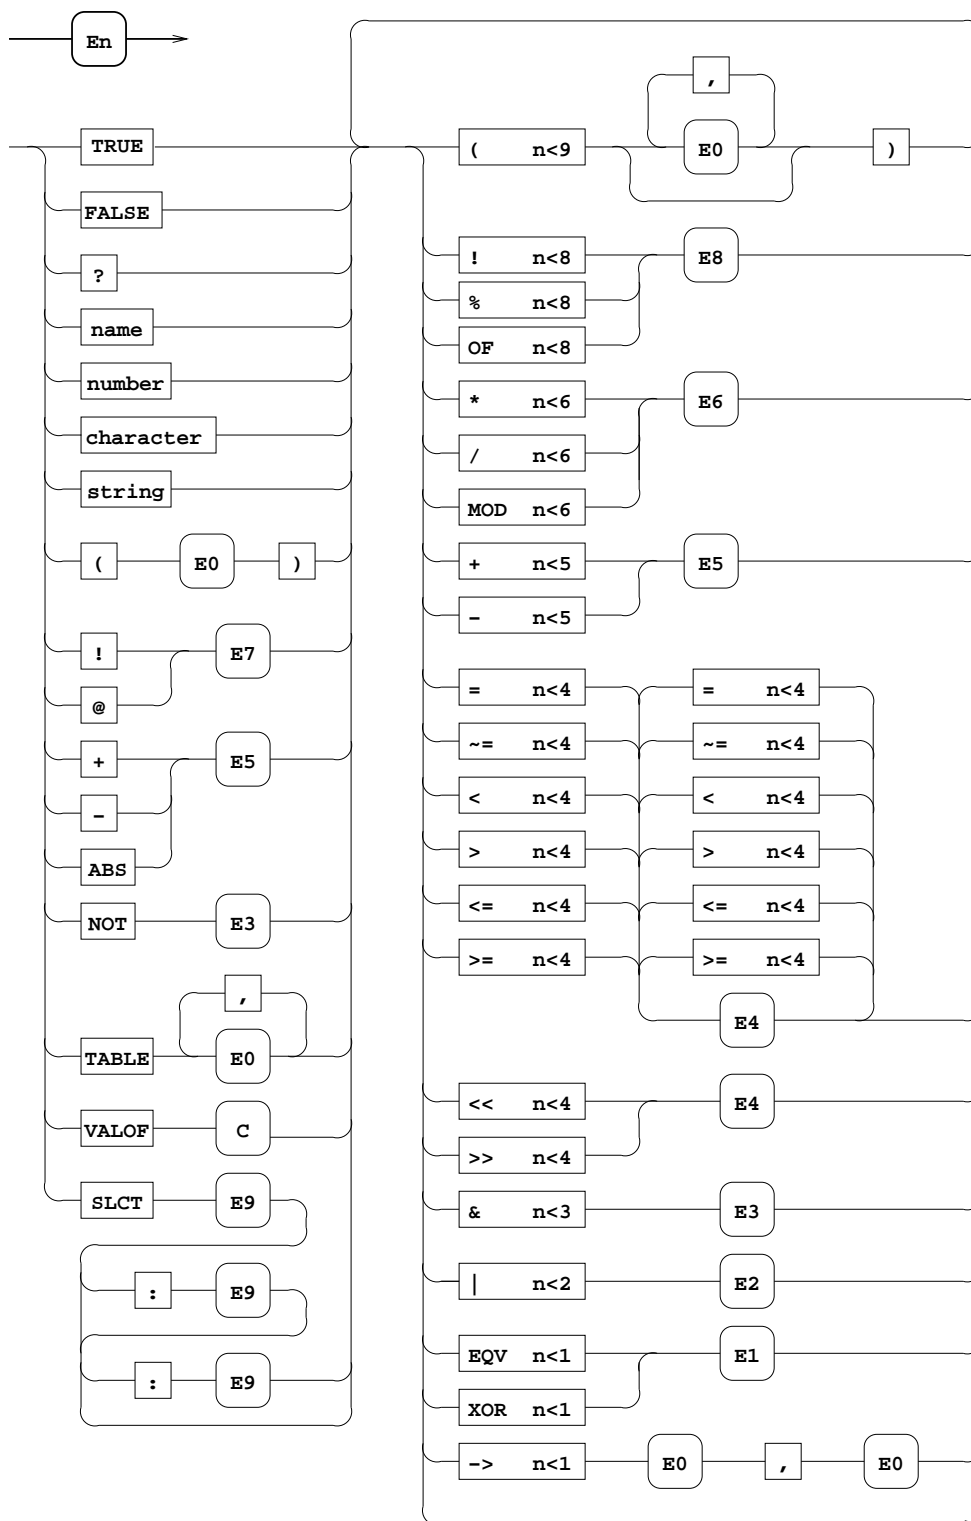 En
,
TRUE
( n<9 E0 )
FALSE
! n<8 E8
?
% n<8
name
OF n<8
number
* n<6 E6
character
/ n<6
string
MOD n<6
( E0 )
+ n<5 E5
- n<5
! E7
@
= n<4 = n<4
+ E5
~= n<4 ~= n<4
-
< n<4 < n<4
ABS
> n<4 > n<4
NOT E3
<= n<4 <= n<4
>= n<4 >= n<4
,
E4
TABLE E0
VALOF C
<< n<4 E4
>> n<4
SLCT E9
& n<3 E3
: E9
| n<2 E2
: E9
EQV n<1 E1
XOR n<1
-> n<1 E0 , E0